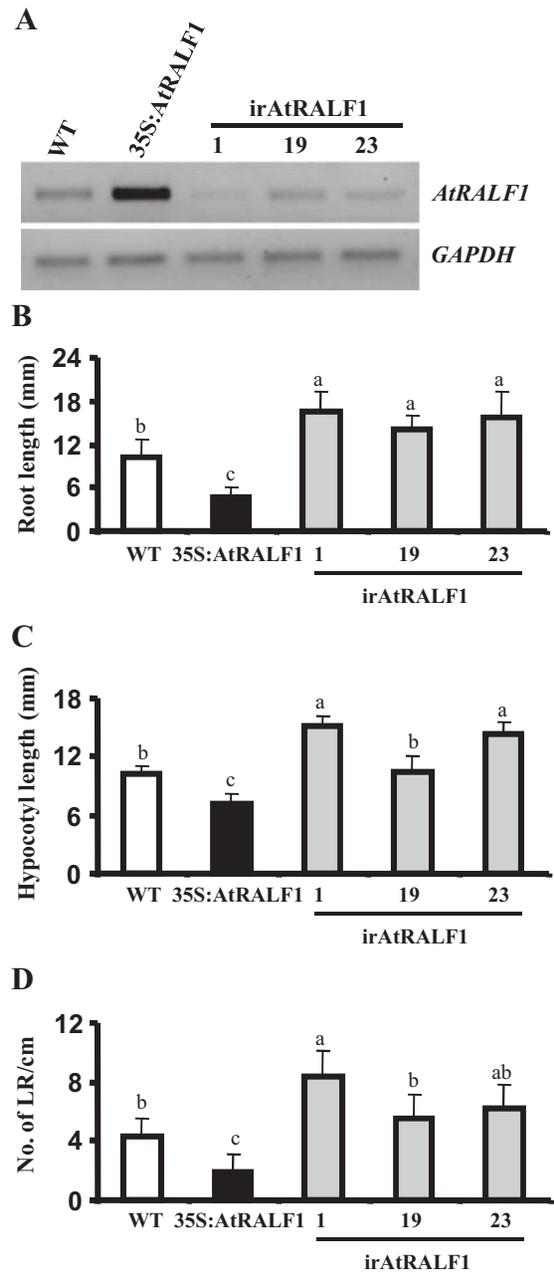 A
WT
35S:AtRALF1
irAtRALF1
1 19 23
AtRALF1
GAPDH
B
Root length (mm)
24
18
12
6
0
b
c
a
a
a
WT 35S:AtRALF1 1 19 23
irAtRALF1
C
Hypocotyl length (mm)
18
12
6
0
b
c
a
b
a
WT 35S:AtRALF1 1 19 23
irAtRALF1
D
No. of LR/cm
12
8
4
0
b
c
a
b
ab
WT 35S:AtRALF1 1 19 23
irAtRALF1